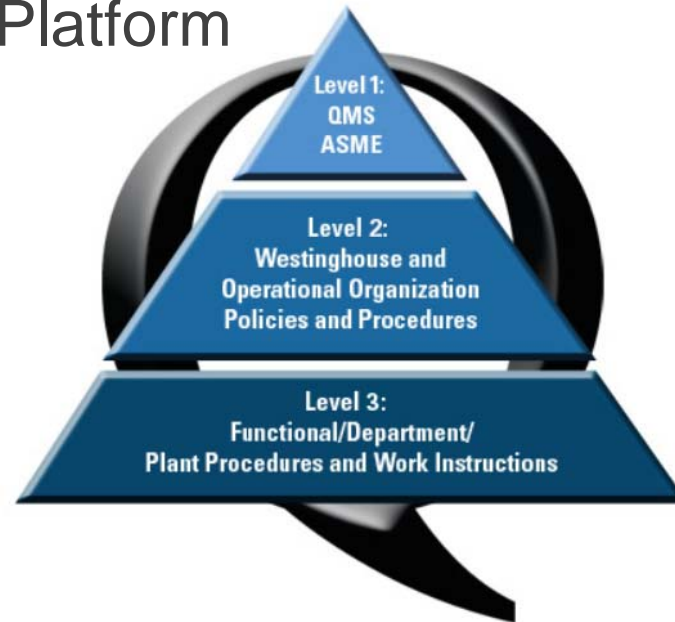 Platform
Level 1:
QMS
ASME
Level 2:
Westinghouse and
Operational Organization
Policies and Procedures
Level 3:
Functional/Department/
Plant Procedures and Work Instructions